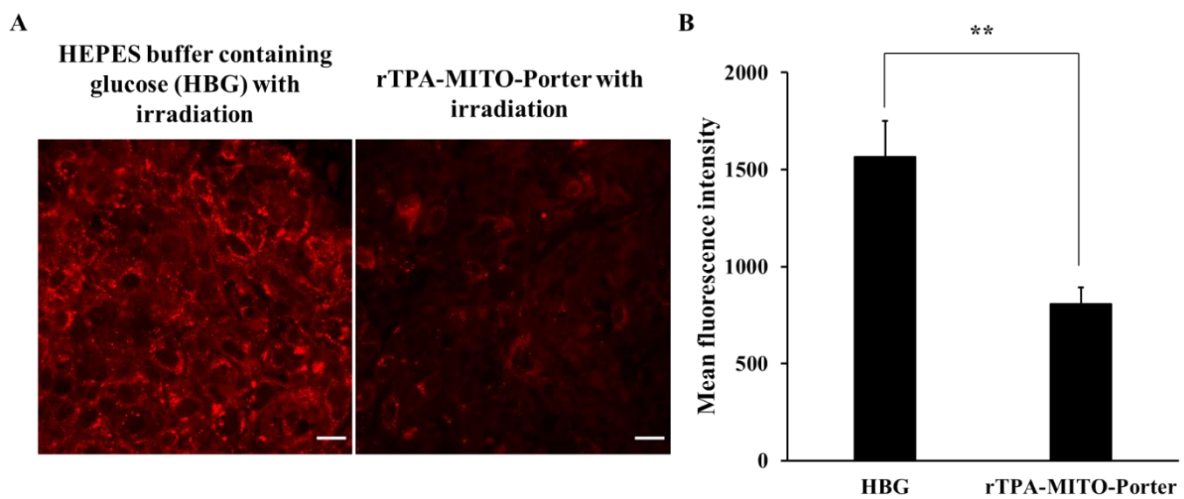 A
HEPES buffer containing
glucose (HBG) with
irradiation
rTPA-MITO-Porter with
irradiation
B
**
Mean fluorescence intensity
2000
1500
1000
500
0
HBG
rTPA-MITO-Porter